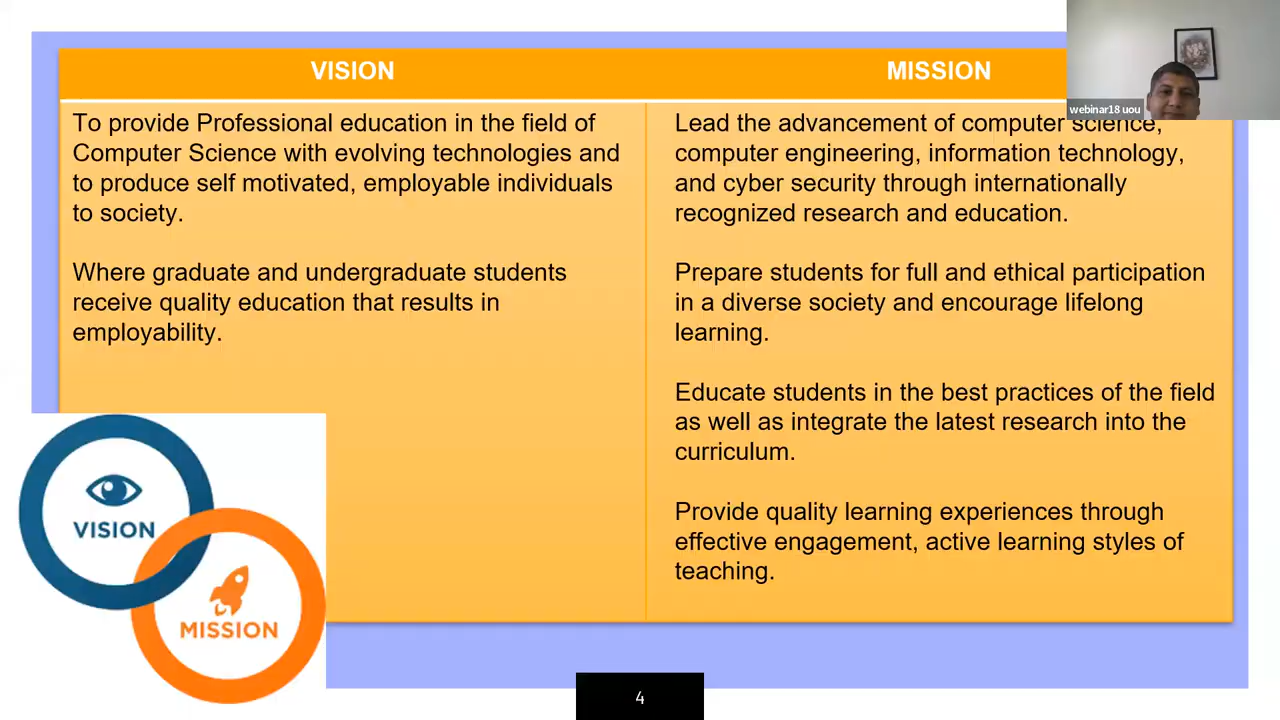 VISION
MISSION
webinar18 uou
To provide Professional education in the field of
Computer Science with evolving technologies and
to produce self motivated, employable individuals
to society.
Where graduate and undergraduate students
receive quality education that results in
employability.
Lead the advancement of computer science,
computer engineering, information technology,
and cyber security through internationally
recognized research and education.
Prepare students for full and ethical participation
in a diverse society and encourage lifelong
learning.
Educate students in the best practices of the field
as well as integrate the latest research into the
curriculum.
Provide quality learning experiences through
effective engagement, active learning styles of
teaching.
VISION
MISSION
4